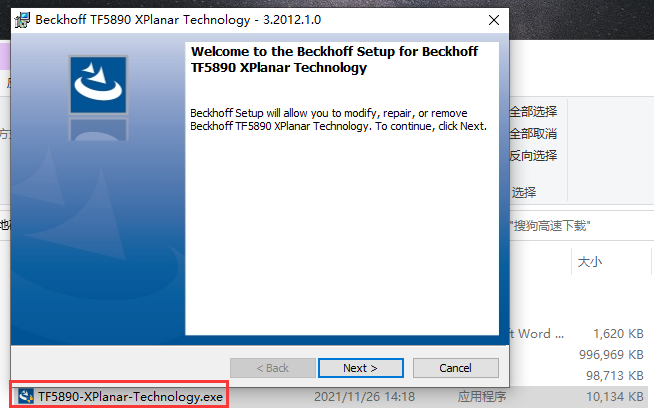 Beckhoff TF5890 XPlanar Technology - 3.2012.1.0
Welcome to the Beckhoff Setup for Beckhoff
TF5890 XPlanar Technology
Beckhoff Setup will allow you to modify, repair, or remove
Beckhoff TF5890 XPlanar Technology. To continue, click Next.
全部选择
全部取消
反向选择
选择
"搜狗高速下载"
大小
t Word ...
1,620 KB
996,969 KB
98,713 KB
< Back
Next >
Cancel
TF5890-XPlanar-Technology.exe
2021/11/26 14:18
应用程序
10,134 KB